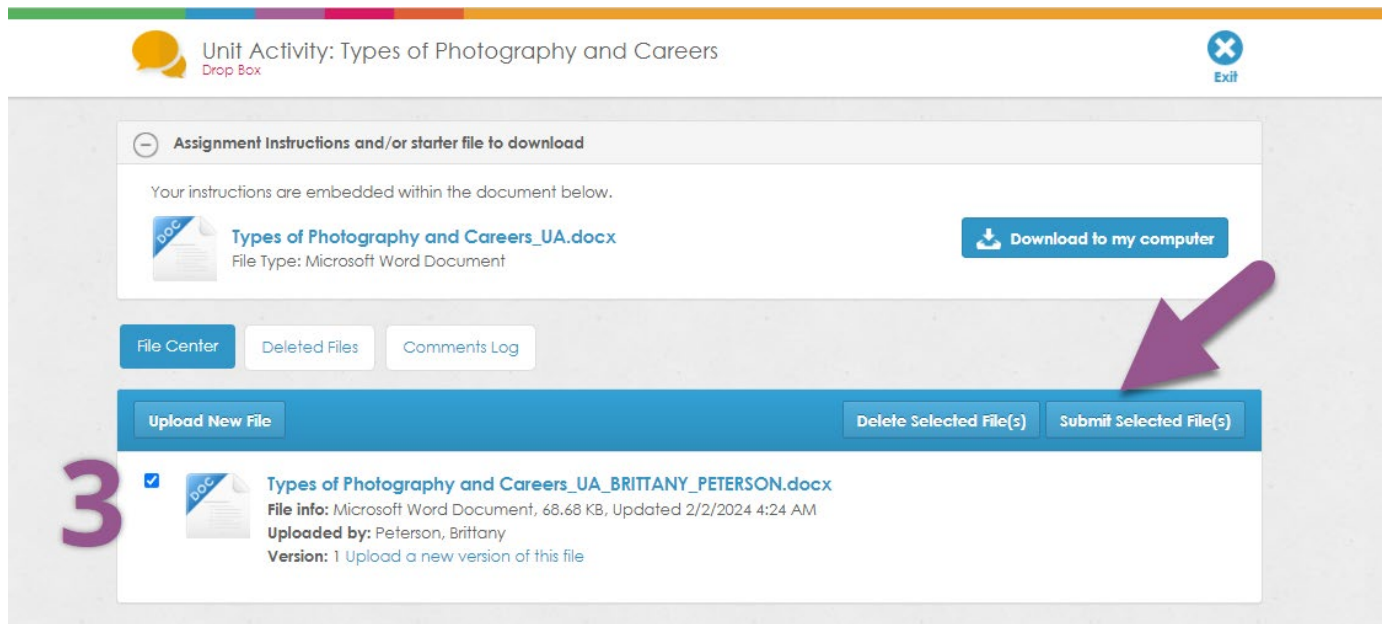 Unit Activity: Types of Photography and Careers
Drop Box
Exit
Assignment Instructions and/or starter file to download
Your instructions are embedded within the document below.
DOC
Types of Photography and Careers_UA.docx
File Type: Microsoft Word Document
Download to my computer
File Center
Deleted Files
Comments Log
Upload New File
Delete Selected File(s)
Submit Selected File(s)
3
DOC
Types of Photography and Careers_UA_BRITTANY_PETERSON.docx
File info: Microsoft Word Document, 68.68 KB, Updated 2/2/2024 4:24 AM
Uploaded by: Peterson, Brittany
Version: 1 Upload a new version of this file